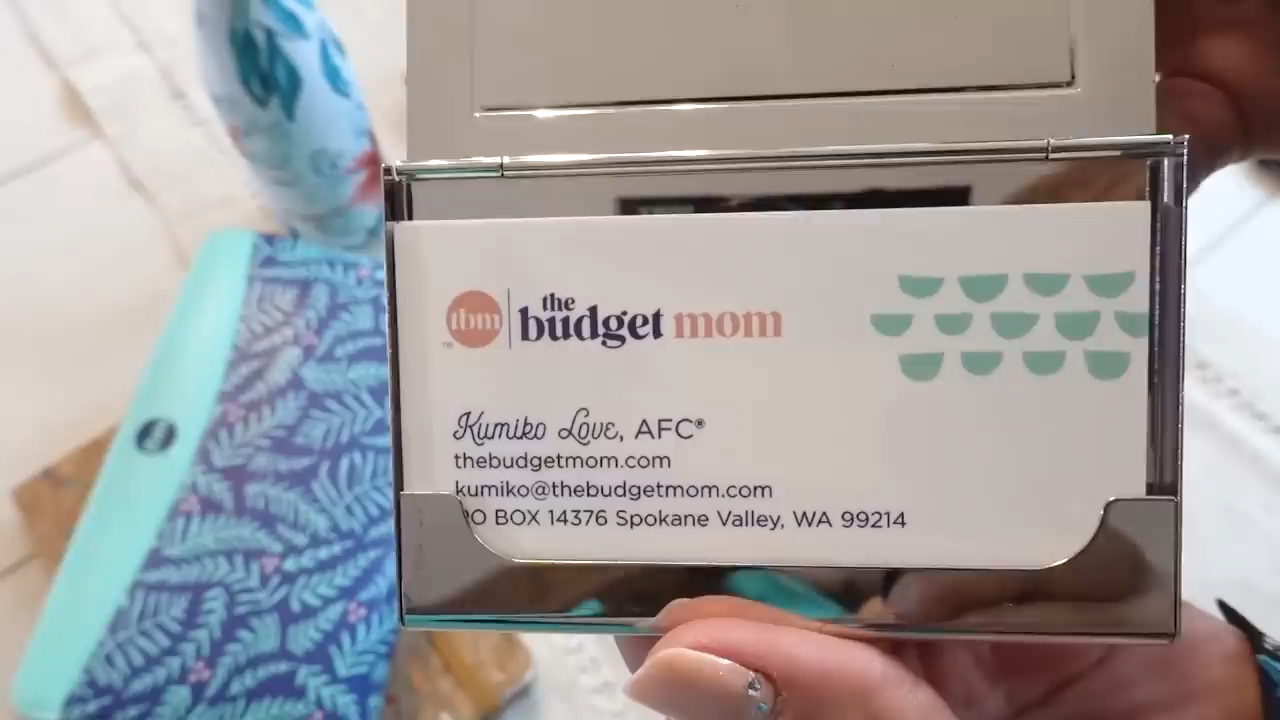 tbm
TM
the
budget mom
Kumiko Love, AFC®
thebudgetmom.com
kumiko@thebudgetmom.com
PO BOX 14376 Spokane Valley, WA 99214